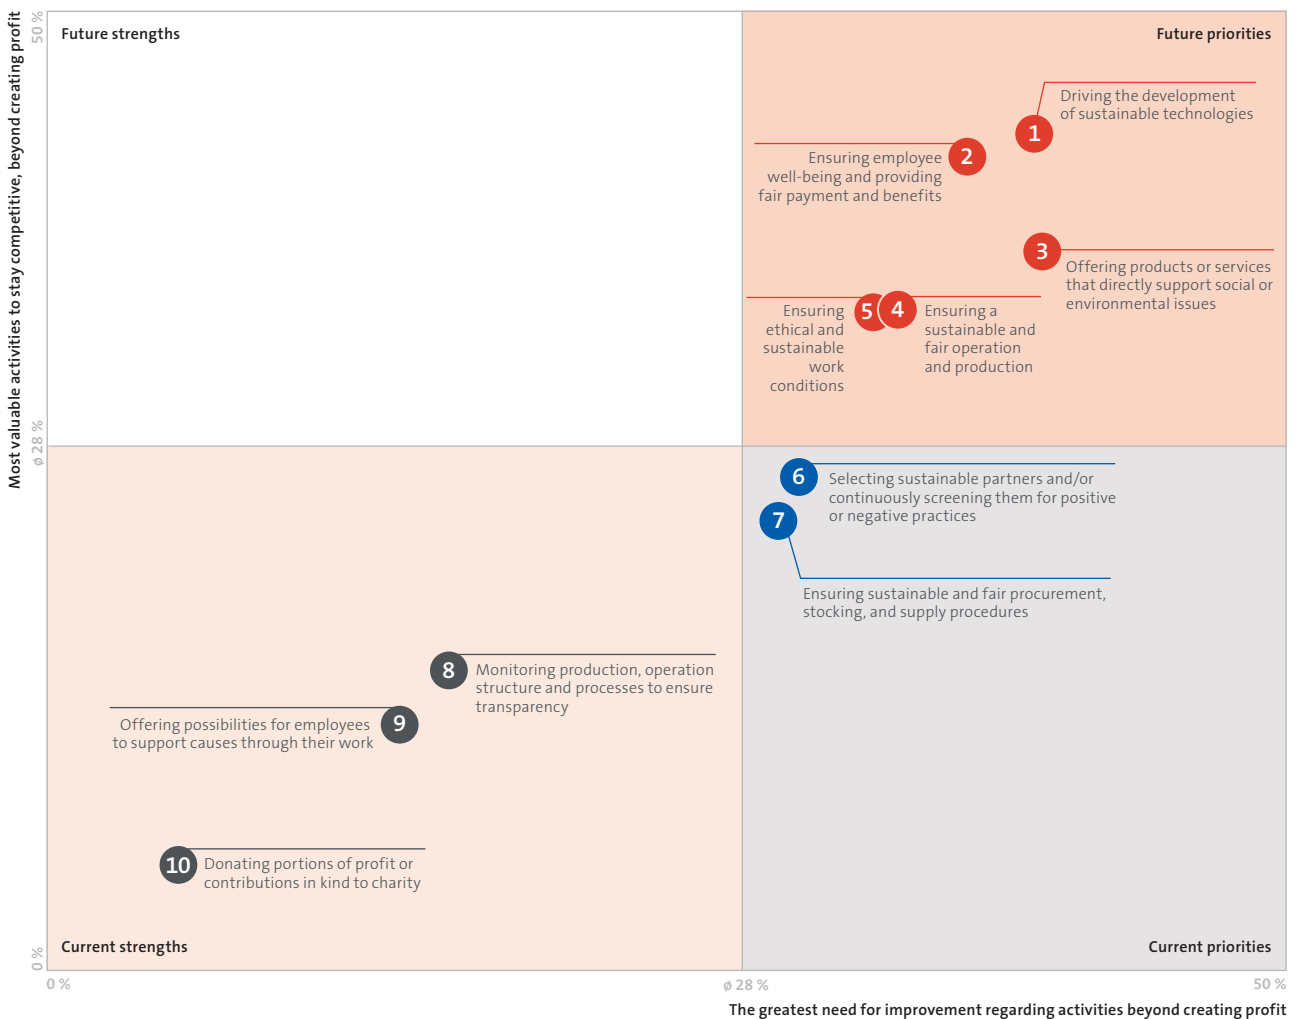 Most valuable activities to stay competitive, beyond creating profit
50 %
ø 28 %
0 %
Future strengths
Future priorities
1
Driving the development
of sustainable technologies
2
Ensuring employee
well-being and providing
fair payment and benefits
3
Offering products or services
that directly support social or
environmental issues
5
Ensuring
ethical and
sustainable
work
conditions
4
Ensuring a
sustainable and
fair operation
and production
6
Selecting sustainable partners and/or
continuously screening them for positive
or negative practices
7
Ensuring sustainable and fair procurement,
stocking, and supply procedures
8
Monitoring production, operation
structure and processes to ensure
transparency
9
Offering possibilities for employees
to support causes through their work
10
Donating portions of profit or
contributions in kind to charity
Current strengths
Current priorities
0 %
ø 28 %
50 %
The greatest need for improvement regarding activities beyond creating profit